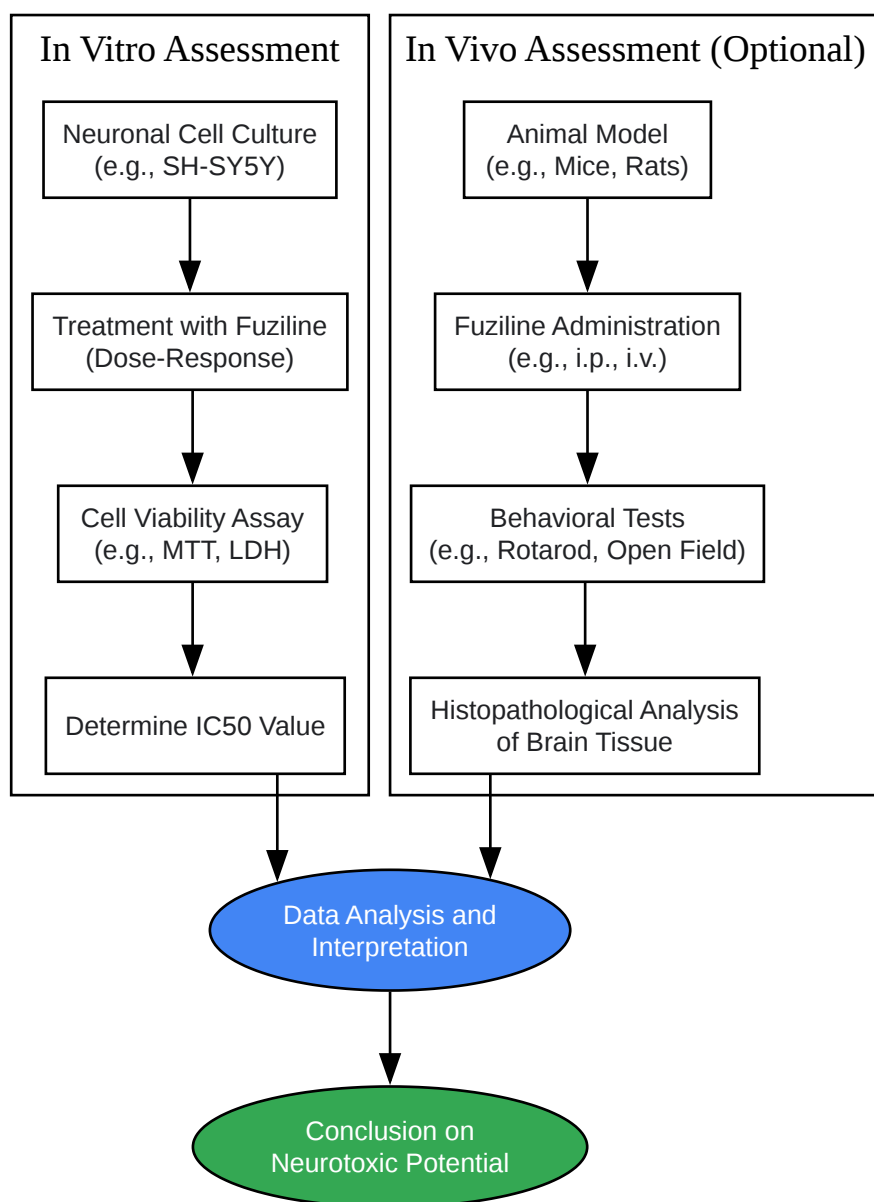 In Vitro Assessment
Neuronal Cell Culture
(e.g., SH-SY5Y)
Treatment with Fuziline
(Dose-Response)
Cell Viability Assay
(e.g., MTT, LDH)
Determine IC50 Value
In Vivo Assessment (Optional)
Animal Model
(e.g., Mice, Rats)
Fuziline Administration
(e.g., i.p., i.v.)
Behavioral Tests
(e.g., Rotarod, Open Field)
Histopathological Analysis
of Brain Tissue
Data Analysis and
Interpretation
Conclusion on
Neurotoxic Potential